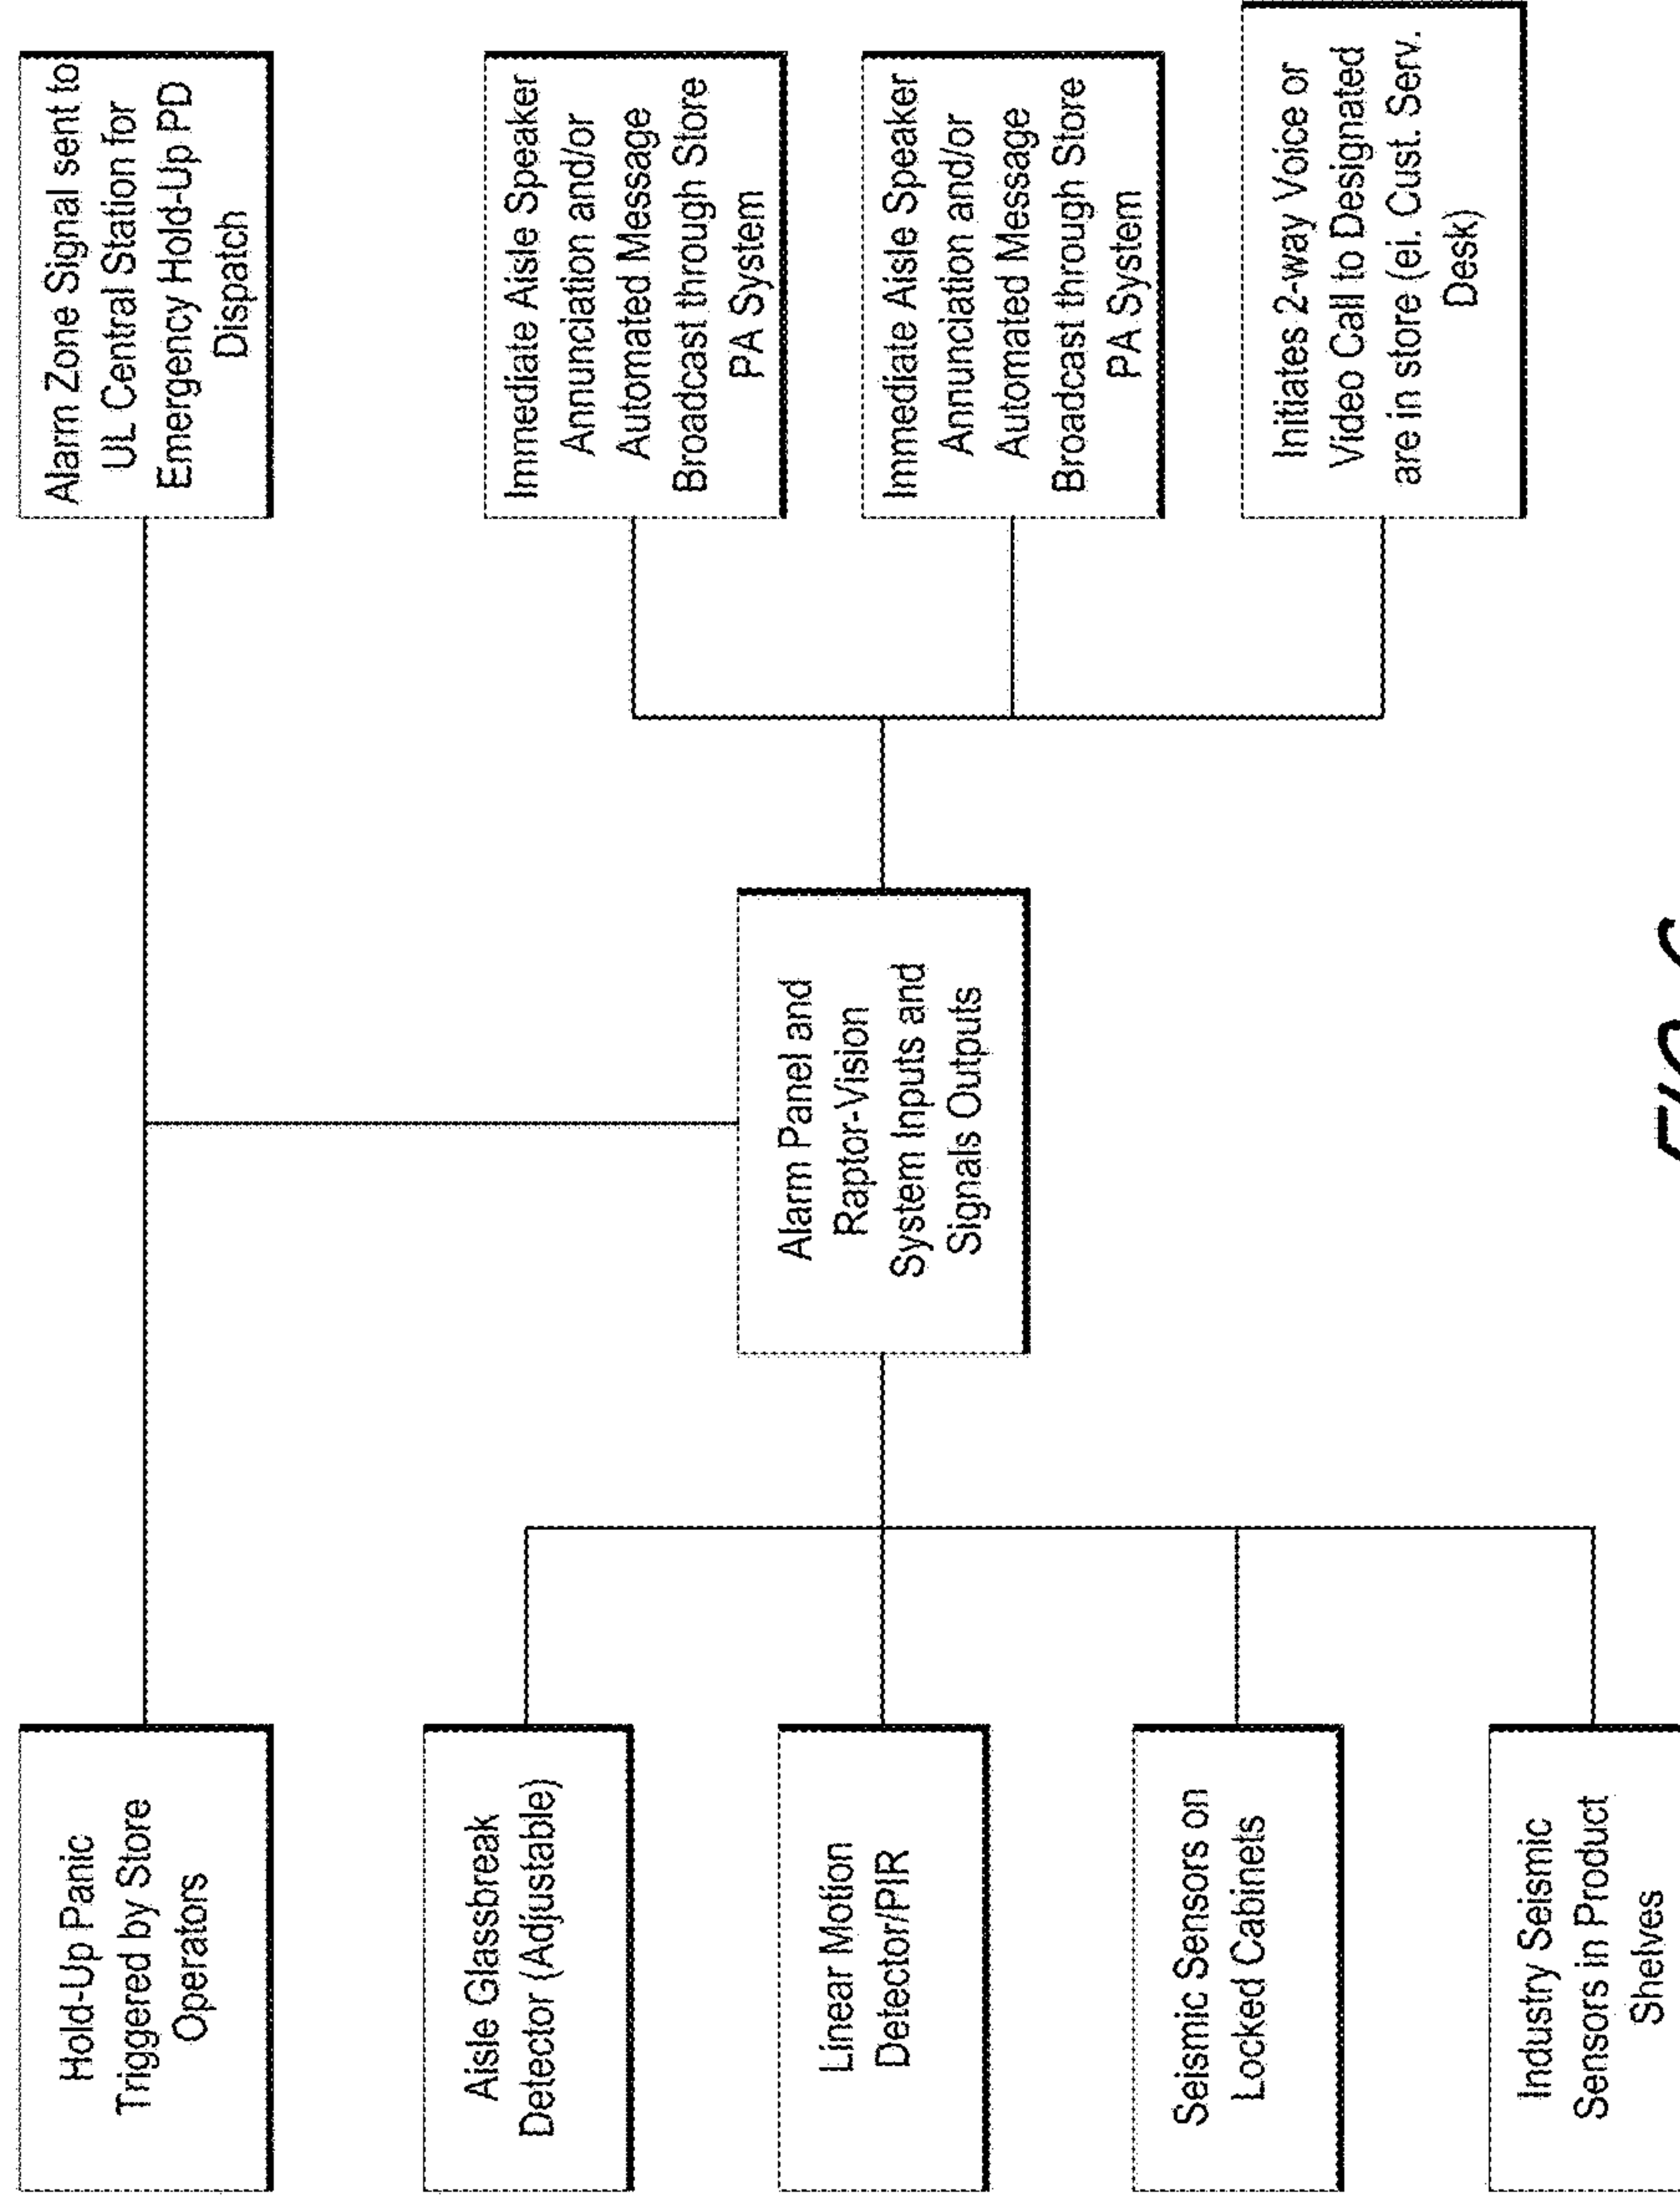 Hold-Up Panic
Triggered by Store
Operators
Alarm Zone Signal sent to
UL Central Station for
Emergency Hold-Up PD
Dispatch
Aisle Glassbreak
Detector (Adjustable)
Linear Motion
Detector/PIR
Seismic Sensors on
Locked Cabinets
Industry Seismic
Sensors in Product
Shelves
Alarm Panel and
Raptor-Vision
System Inputs and
Signals Outputs
Immediate Aisle Speaker
Annunciation and/or
Automated Message
Broadcast through Store
PA System
Immediate Aisle Speaker
Annunciation and/or
Automated Message
Broadcast through Store
PA System
Initiates 2-way Voice or
Video Call to Designated
are in store (ei. Cust. Serv.
Desk)